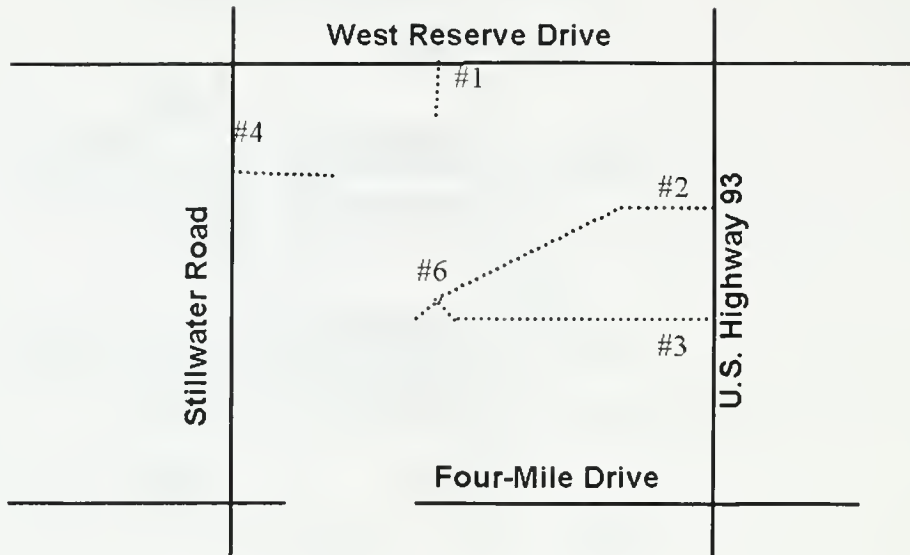 West Reserve Drive
#1
#4
#2
#6
#3
Stillwater Road
U.S. Highway 93
Four-Mile Drive